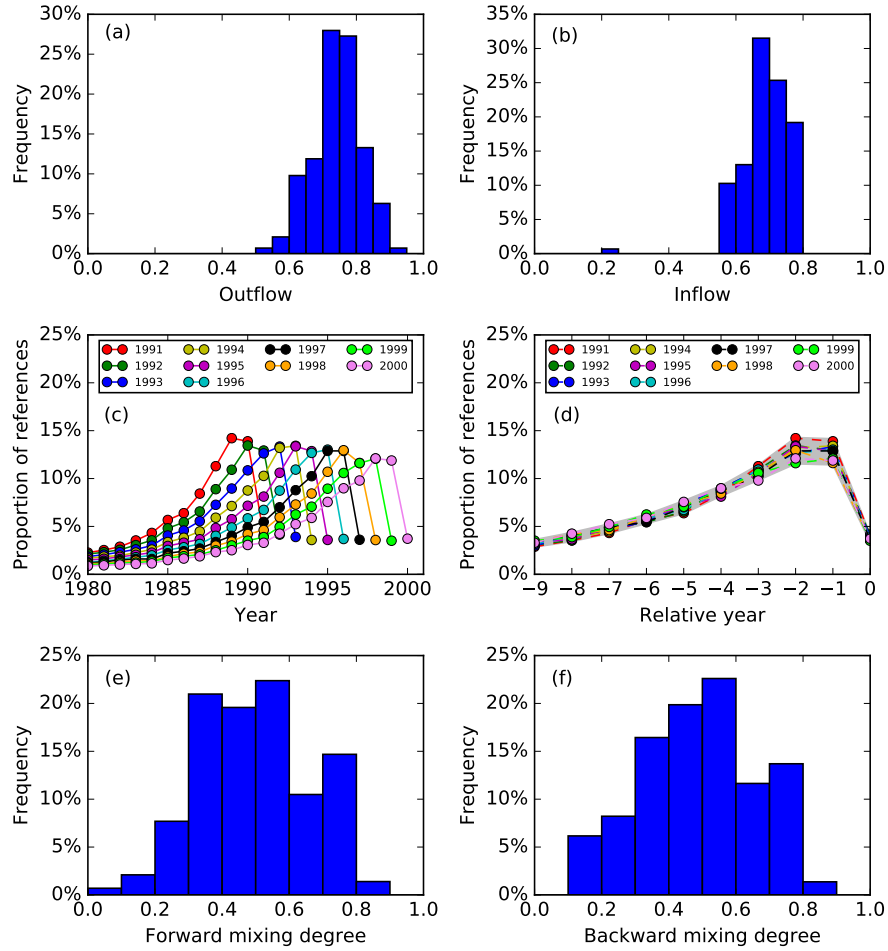 30%
25%
20%
15%
10%
5%
0%
Frequency
(a)
0.0 0.2 0.4 0.6 0.8 1.0
Outflow
35%
30%
25%
20%
15%
10%
5%
0%
Frequency
(b)
0.0 0.2 0.4 0.6 0.8 1.0
Inflow
25%
20%
15%
10%
5%
0%
Proportion of references
1991 1994 1997 1999
1992 1995 1998 2000
1993 1996
(c)
1980 1985 1990 1995 2000
Year
25%
20%
15%
10%
5%
0%
Proportion of references
1991 1994 1997 1999
1992 1995 1998 2000
1993 1996
(d)
−9 −8 −7 −6 −5 −4 −3 −2 −1 0
Relative year
25%
20%
15%
10%
5%
0%
Frequency
(e)
0.0 0.2 0.4 0.6 0.8 1.0
Forward mixing degree
25%
20%
15%
10%
5%
0%
Frequency
(f)
0.0 0.2 0.4 0.6 0.8 1.0
Backward mixing degree